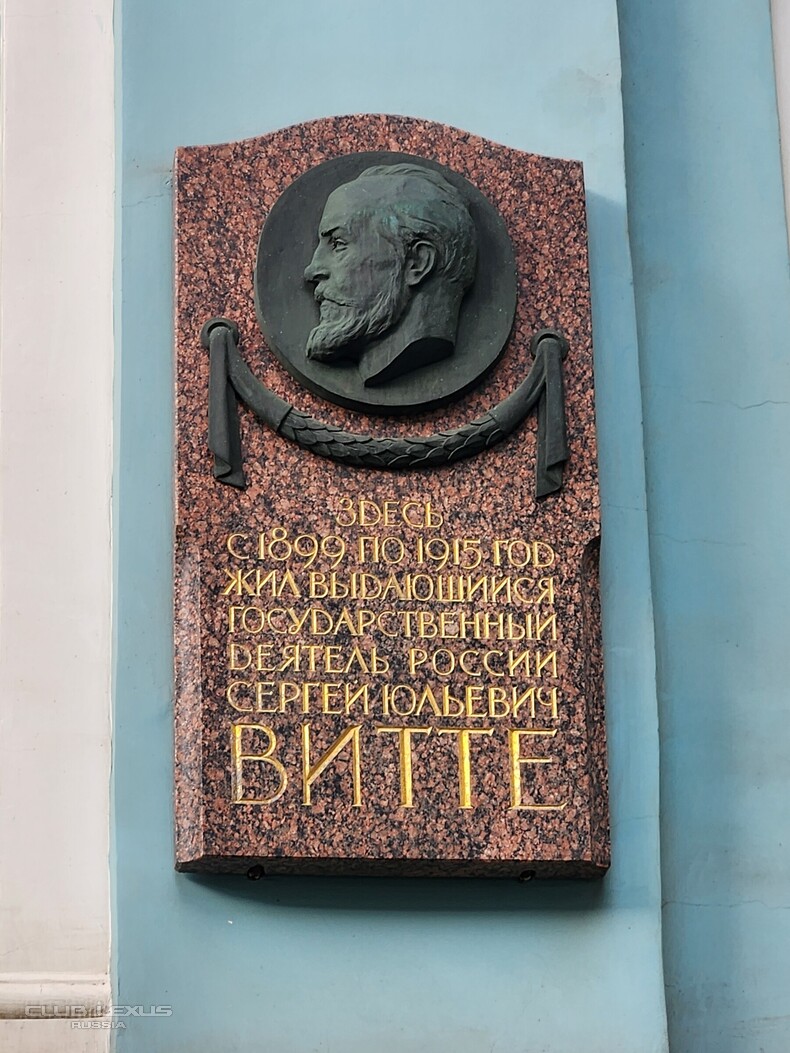 ЗДЕСЬ
С 1899 ПО 1915 ГОД
ЖИЛ ВЫДАЮЩИЙСЯ
ГОСУДАРСТВЕННЫЙ
ДЕЯТЕЛЬ РОССИИ
СЕРГЕЙ ЮЛЬЕВИЧ
ВИТТЕ
CLUB LEXUS
RUSSIA